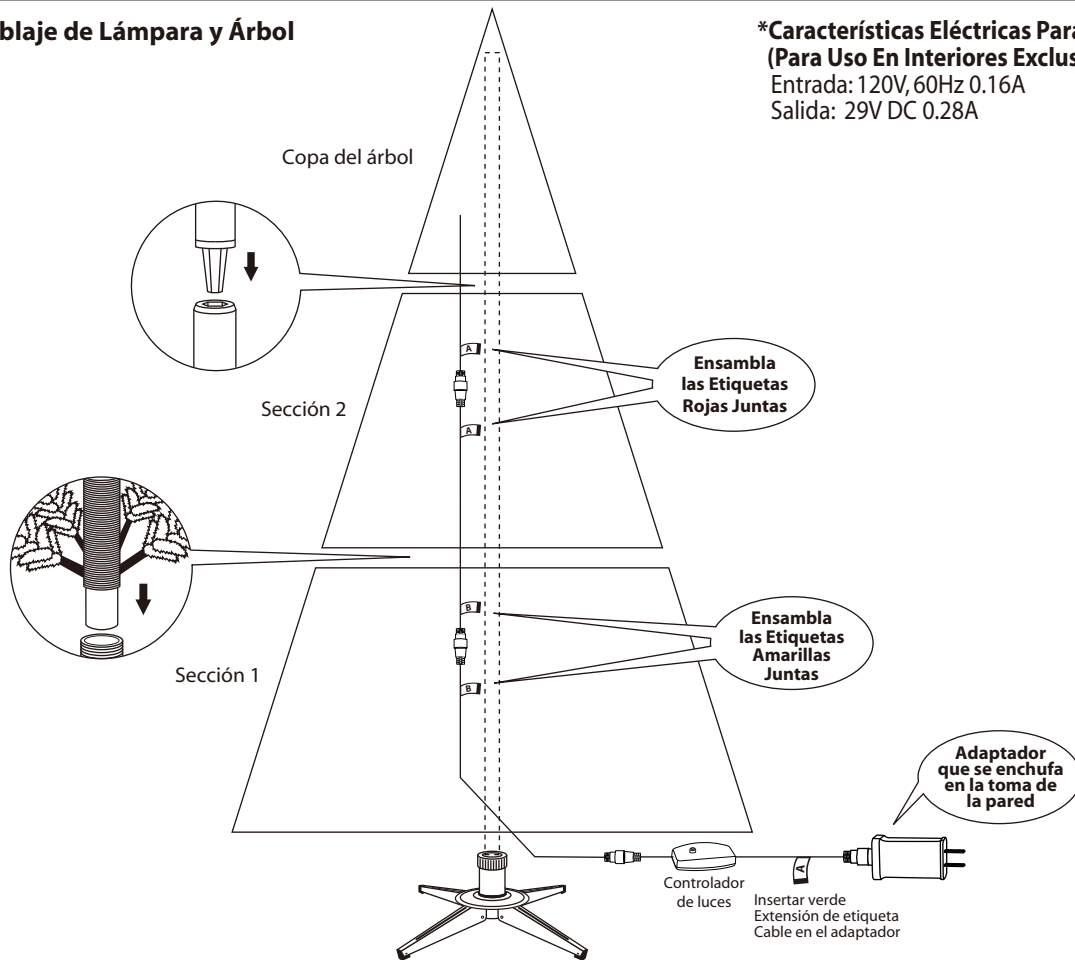 blaje de Lámpara y Árbol
*Características Eléctricas Para
(Para Uso En Interiores Exclus
Entrada: 120V, 60Hz 0.16A
Salida: 29V DC 0.28A
Copa del árbol
A
Ensambla
las Etiquetas
Rojas Juntas
Sección 2
A
B
Ensambla
las Etiquetas
Amarillas
Juntas
Sección 1
B
Adaptador
que se enchufa
en la toma de
la pared
Controlador
de luces
A
Insertar verde
Extensión de etiqueta
Cable en el adaptador